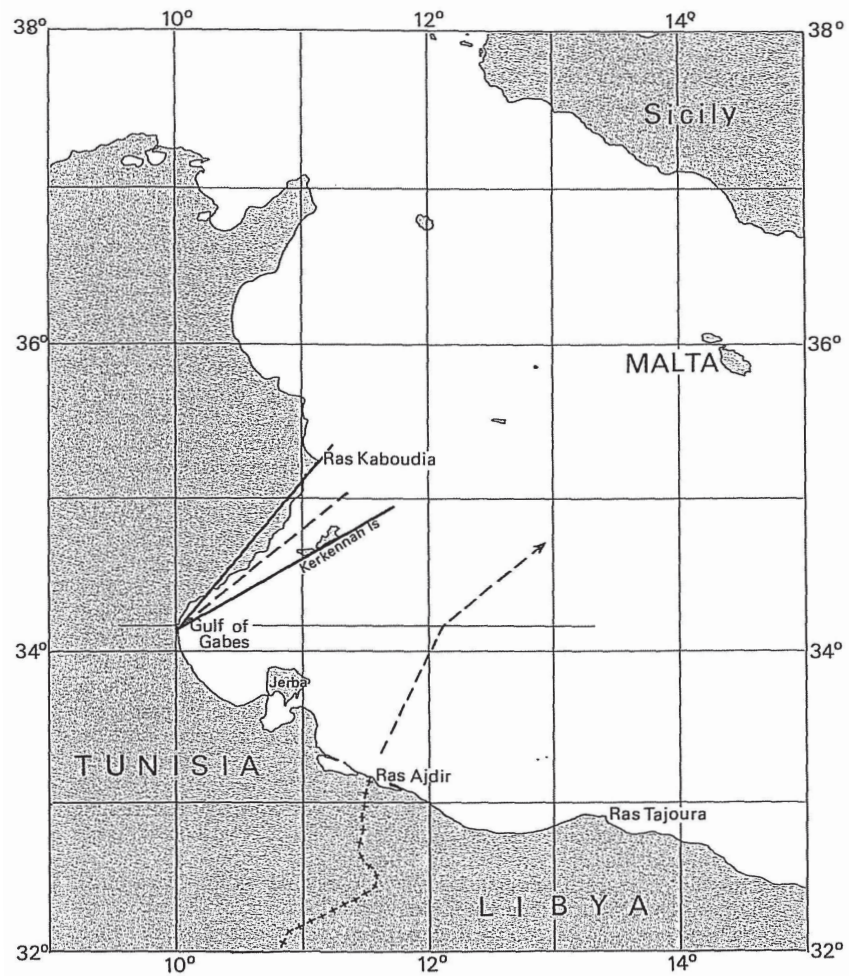 10° 12° 14°
38° 38°
Sicily
36° 36°
MALTA
Ras Kaboudia
Kerkennah Is
Gulf of
Gabes
34° 34°
Jerba
TUNISIA
Ras Ajdir
Ras Tajoura
LIBYA
32° 32°
10° 12° 14°